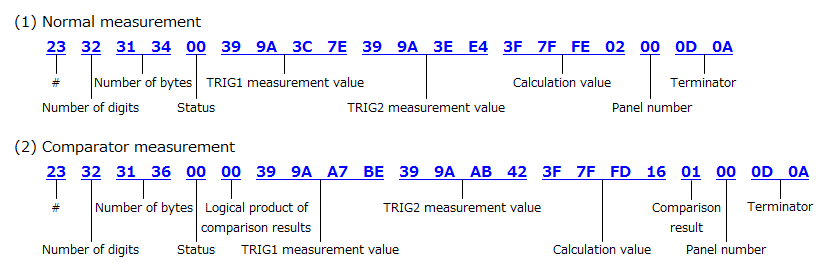 (1) Normal measurement
23 32 31 34 00 39 9A 3C 7E 39 9A 3E E4 3F 7F FE 02 00 0D 0A
# Number of bytes TRIG1 measurement value Calculation value Terminator
Number of digits Status TRIG2 measurement value Panel number
(2) Comparator measurement
23 32 31 36 00 00 39 9A A7 BE 39 9A AB 42 3F 7F FD 16 01 00 0D 0A
# Number of bytes Logical product of TRIG2 measurement value Comparison Terminator
comparison results result
Number of digits Status TRIG1 measurement value Calculation value Panel number